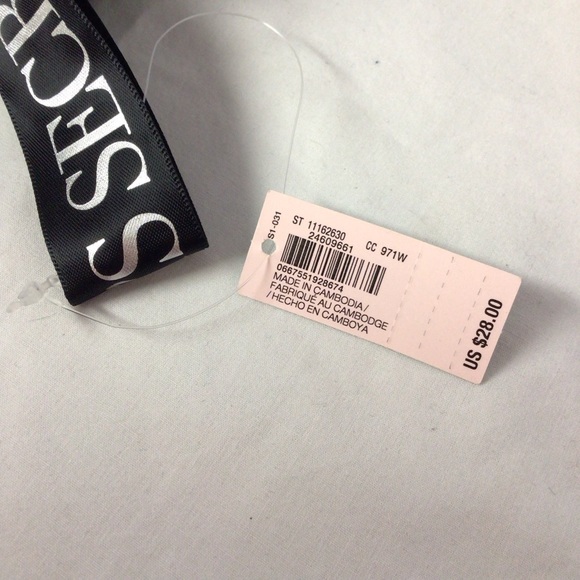 S SECR
S1-031
ST 11162630 CC 971W
24609661
0667551928674
MADE IN CAMBODIA /
FABRIQUÉ AU CAMBODGE
/ HECHO EN CAMBOYA
US $28.00